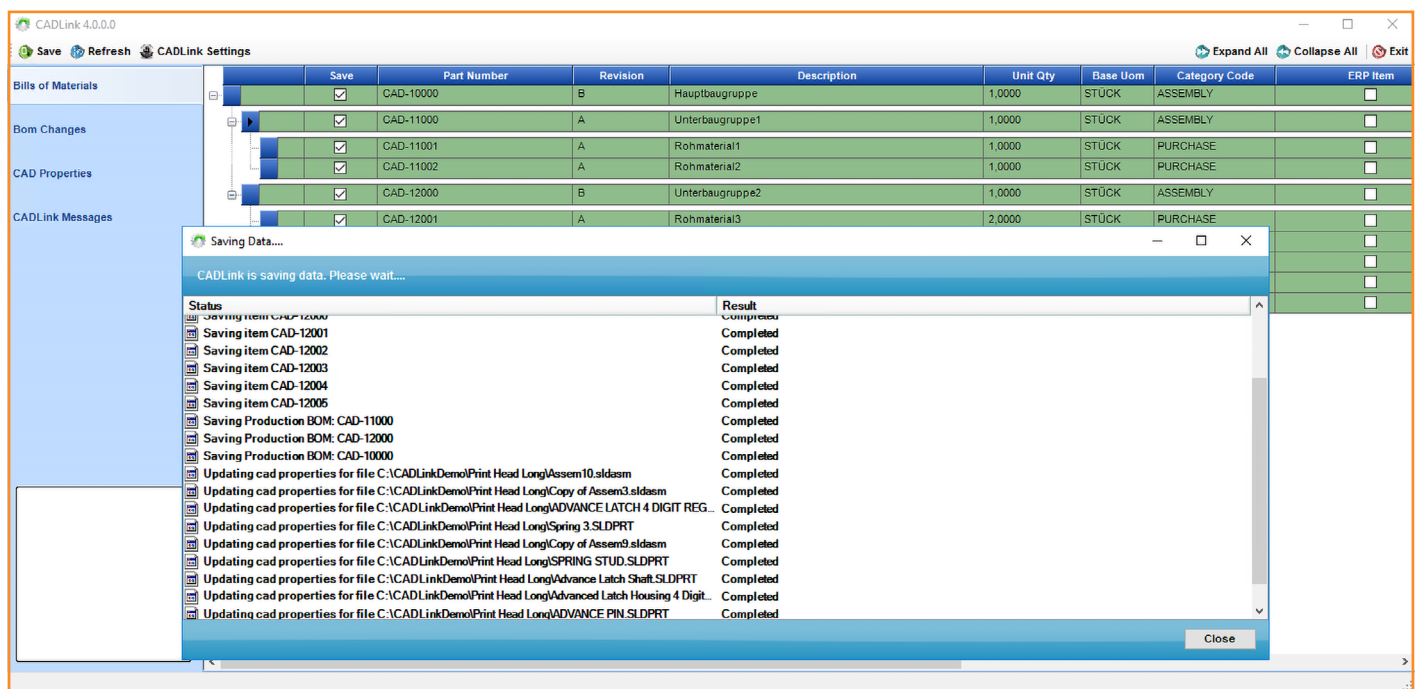 CADLink 4.0.0.0
Save Refresh CADLink Settings Expand All Collapse All Exit
Bills of Materials
Bom Changes
CAD Properties
CADLink Messages
Save Part Number Revision Description Unit Qty Base Uom Category Code ERP Item
CAD-10000 B Hauptbaugruppe 1,0000 STÜCK ASSEMBLY
CAD-11000 A Unterbaugruppe1 1,0000 STÜCK ASSEMBLY
CAD-11001 A Rohmaterial1 1,0000 STÜCK PURCHASE
CAD-11002 A Rohmaterial2 1,0000 STÜCK PURCHASE
CAD-12000 B Unterbaugruppe2 1,0000 STÜCK ASSEMBLY
CAD-12001 A Rohmaterial3 2,0000 STÜCK PURCHASE
Saving Data....
CADLink is saving data. Please wait....
Status Result
Saving item CAD-12000 Completed
Saving item CAD-12001 Completed
Saving item CAD-12002 Completed
Saving item CAD-12003 Completed
Saving item CAD-12004 Completed
Saving item CAD-12005 Completed
Saving Production BOM: CAD-11000 Completed
Saving Production BOM: CAD-12000 Completed
Saving Production BOM: CAD-10000 Completed
Updating cad properties for file C:\CADLinkDemo\Print Head Long\Assem10.sldasm Completed
Updating cad properties for file C:\CADLinkDemo\Print Head Long\Copy of Assem3.sldasm Completed
Updating cad properties for file C:\CADLinkDemo\Print Head Long\ADVANCE LATCH 4 DIGIT REG... Completed
Updating cad properties for file C:\CADLinkDemo\Print Head Long\Spring 3.SLDPRT Completed
Updating cad properties for file C:\CADLinkDemo\Print Head Long\Copy of Assem9.sldasm Completed
Updating cad properties for file C:\CADLinkDemo\Print Head Long\SPRING STUD.SLDPRT Completed
Updating cad properties for file C:\CADLinkDemo\Print Head Long\Advance Latch Shaft.SLDPRT Completed
Updating cad properties for file C:\CADLinkDemo\Print Head Long\Advanced Latch Housing 4 Digit... Completed
Updating cad properties for file C:\CADLinkDemo\Print Head Long\ADVANCE PIN.SLDPRT Completed
Close